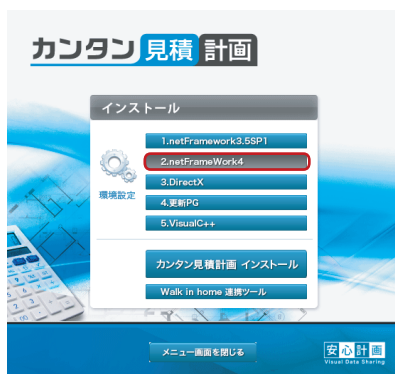 カンタン見積計画
インストール
環境設定
1.netFramework3.5SP1
2.netFrameWork4
3.DirectX
4.更新PG
5.VisualC++
カンタン見積計画 インストール
Walk in home 連携ツール
メニュー画面を閉じる
安心計画
Visual Data Sharing